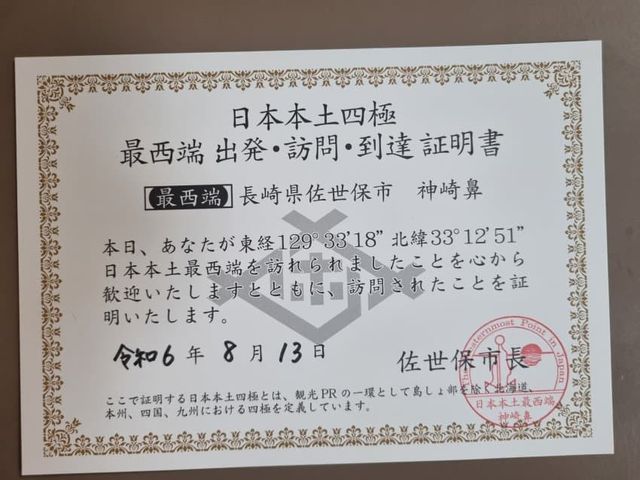 日本本土四極
最西端 出発・訪問・到達 証明書
【最西端】長崎県佐世保市 神崎鼻
本日、あなたが東経129°33'18" 北緯33°12'51"
日本本土最西端を訪れられましたことを心から
歓迎いたしますとともに、訪問されたことを証
明いたします。
令和6年8月13日
佐世保市長
The Westernmost Point in Japan
日本本土最西端
神崎鼻
ここで証明する日本本土四極とは、観光PRの一環として島しょ部を除く北海道、
本州、四国、九州における四極を定義しています。